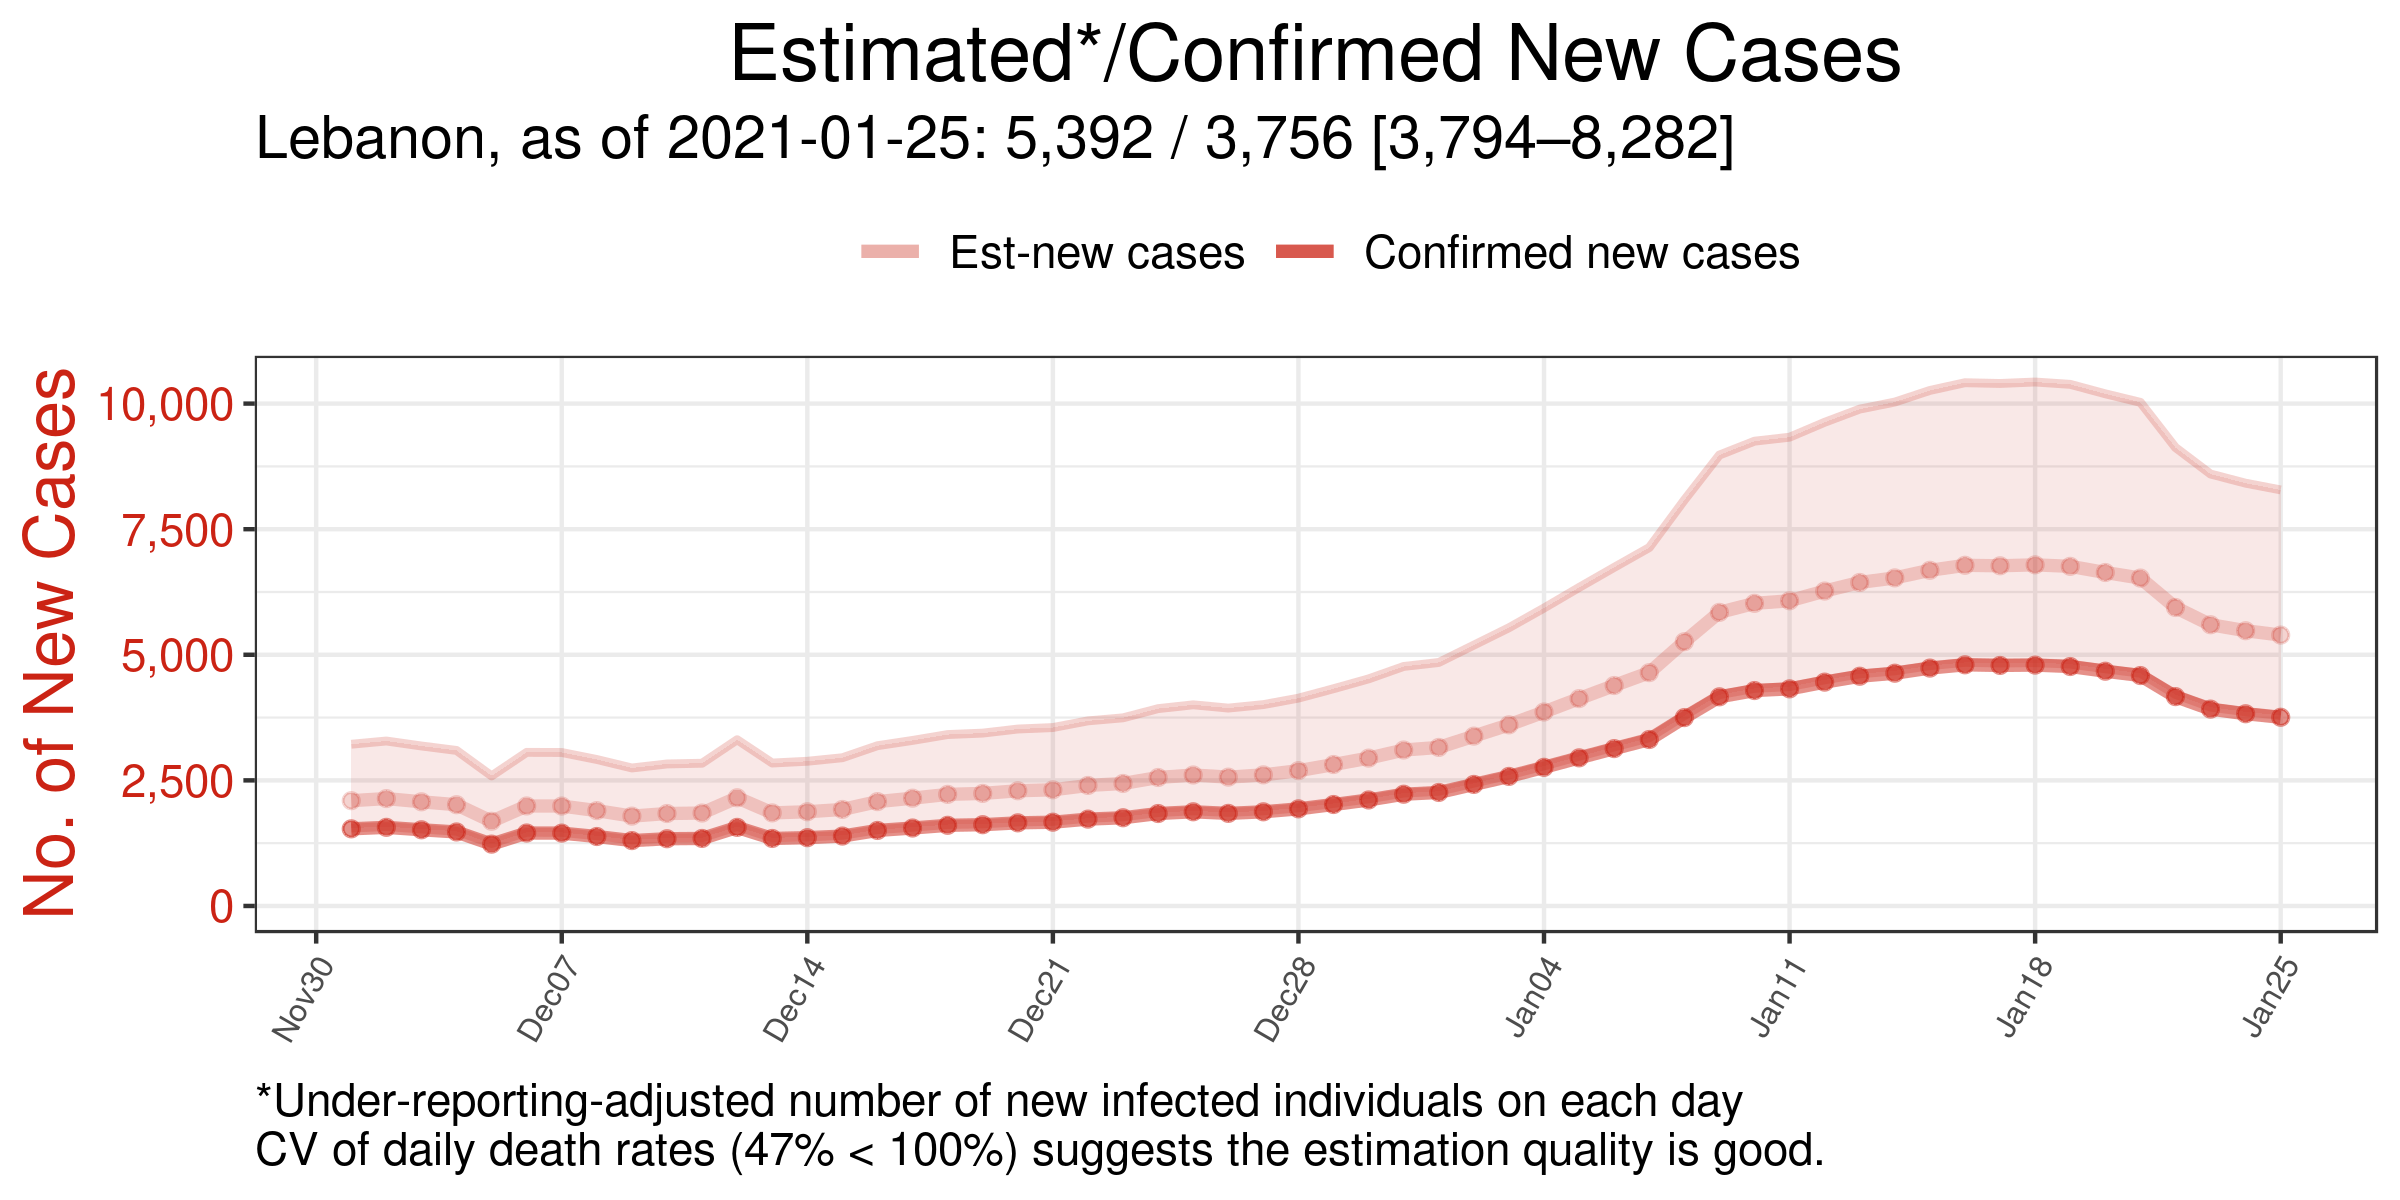 Estimated*/Confirmed New Cases
Lebanon, as of 2021-01-25: 5,392 / 3,756 [3,794–8,282]
Est-new cases
Confirmed new cases
No. of New Cases
10,000
7,500
5,000
2,500
0
Nov30
Dec07
Dec14
Dec21
Dec28
Jan04
Jan11
Jan18
Jan25
*Under-reporting-adjusted number of new infected individuals on each day
CV of daily death rates (47% < 100%) suggests the estimation quality is good.